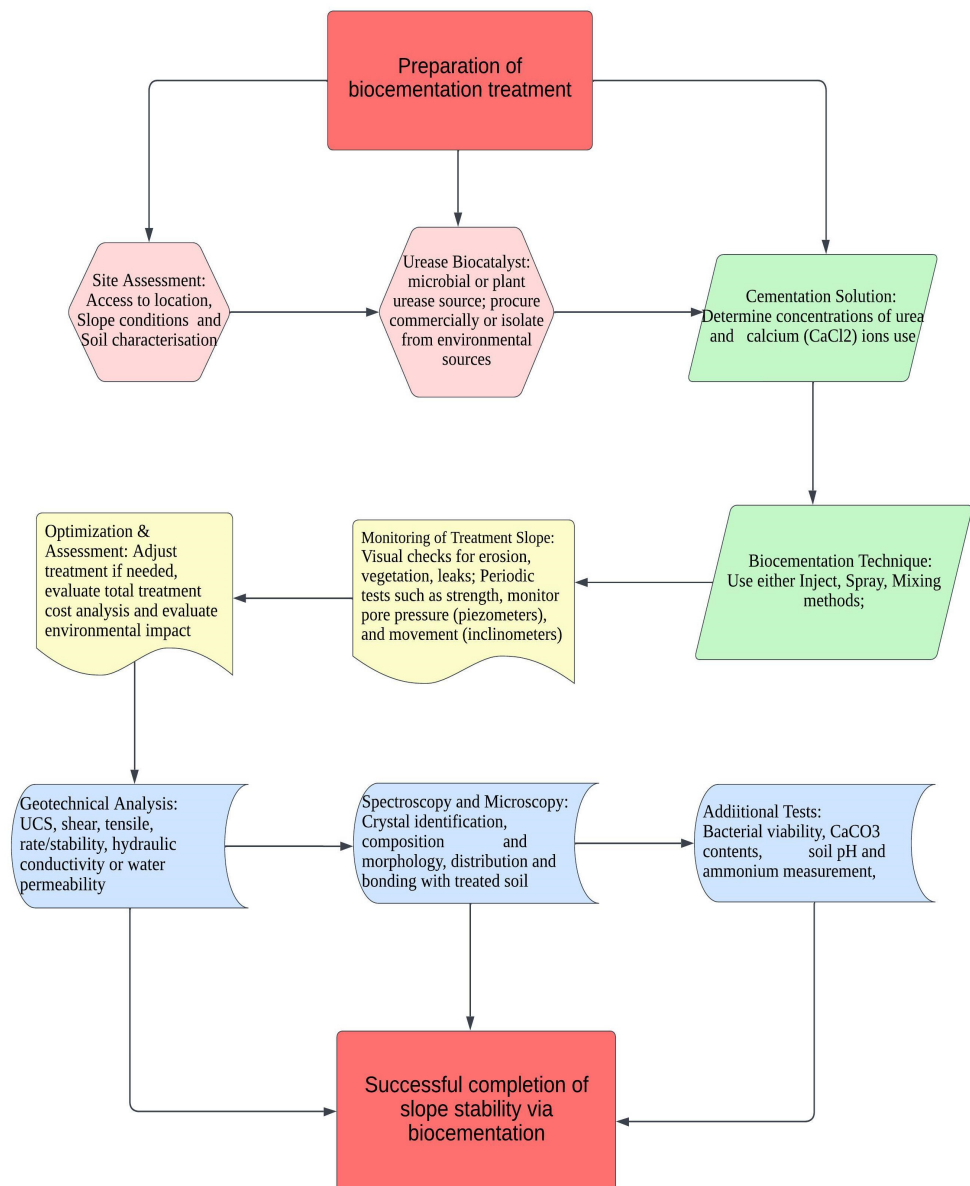 Preparation of
biocementation treatment
Site Assessment:
Access to location,
Slope conditions and
Soil characterisation
Urease Biocatalyst:
microbial or plant
urease source; procure
commercially or isolate
from environmental
sources
Cementation Solution:
Determine concentrations of urea
and calcium (CaCl2) ions use
Optimization &
Assessment: Adjust
treatment if needed,
evaluate total treatment
cost analysis and evaluate
environmental impact
Monitoring of Treatment Slope:
Visual checks for erosion,
vegetation, leaks; Periodic
tests such as strength, monitor
pore pressure (piezometers),
and movement (inclinometers)
Biocementation Technique:
Use either Inject, Spray, Mixing
methods;
Geotechnical Analysis:
UCS, shear, tensile,
rate/stability, hydraulic
conductivity or water
permeability
Spectroscopy and Microscopy:
Crystal identification,
composition and
morphology, distribution and
bonding with treated soil
Addiitional Tests:
Bacterial viability, CaCO3
contents, soil pH and
ammonium measurement,
Successful completion of
slope stability via
biocementation